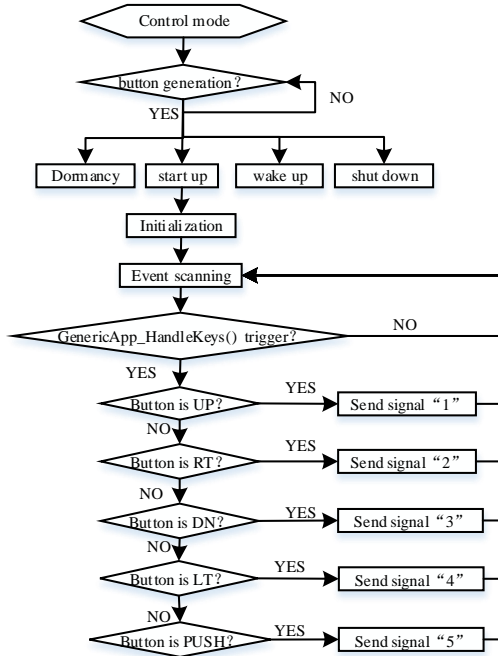 Control mode
button generation?
NO
YES
Dormancy
start up
wake up
shut down
Initialization
Event scanning
GenericApp_HandleKeys() trigger?
NO
YES
Button is UP?
YES
Send signal “1”
NO
Button is RT?
YES
Send signal “2”
NO
Button is DN?
YES
Send signal “3”
NO
Button is LT?
YES
Send signal “4”
NO
Button is PUSH?
YES
Send signal “5”